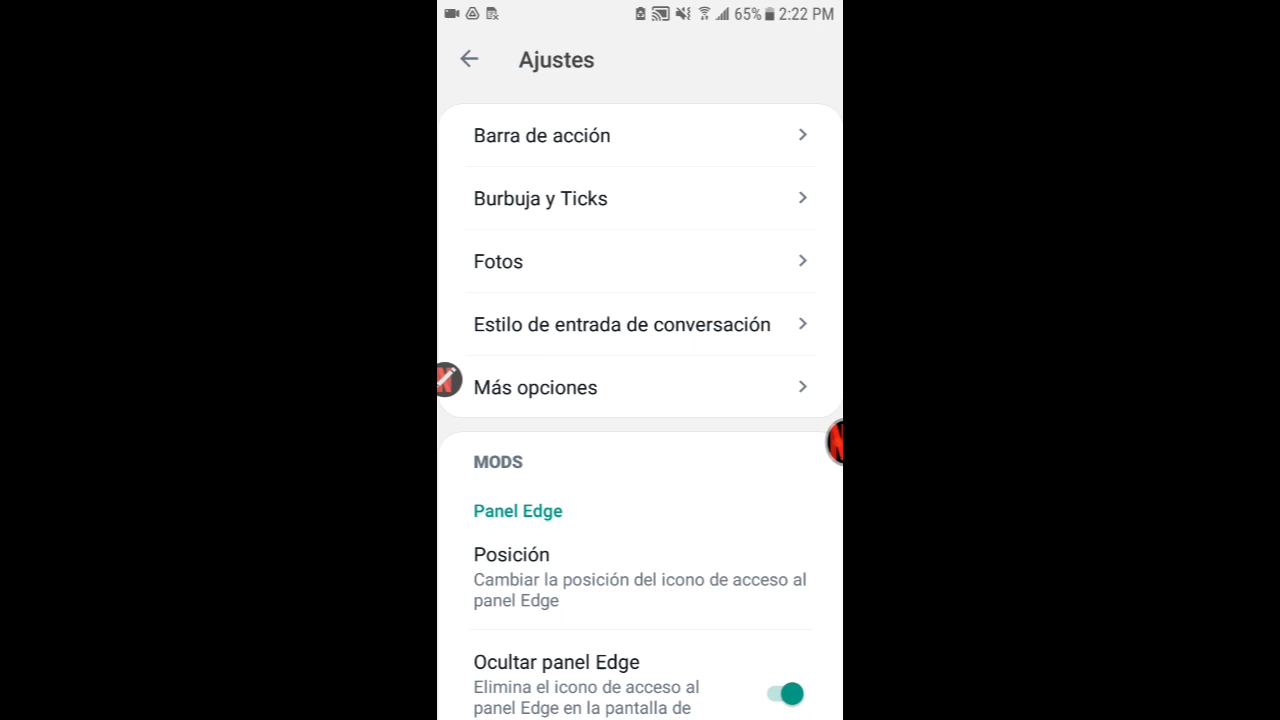 65% 2:22 PM
Ajustes
Barra de acción
Burbuja y Ticks
Fotos
Estilo de entrada de conversación
Más opciones
MODS
Panel Edge
Posición
Cambiar la posición del icono de acceso al
panel Edge
Ocultar panel Edge
Elimina el icono de acceso al
panel Edge en la pantalla de